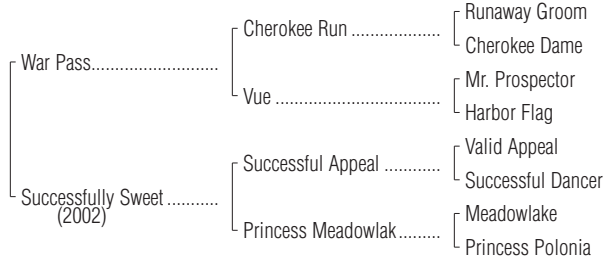 Runaway Groom
Cherokee Run ..................
Cherokee Dame
War Pass..........................
Mr. Prospector
Vue ..................................
Harbor Flag
Valid Appeal
Successful Appeal ............
Successful Dancer
Successfully Sweet ...........
(2002)
Meadowlake
Princess Meadowlak.........
Princess Polonia